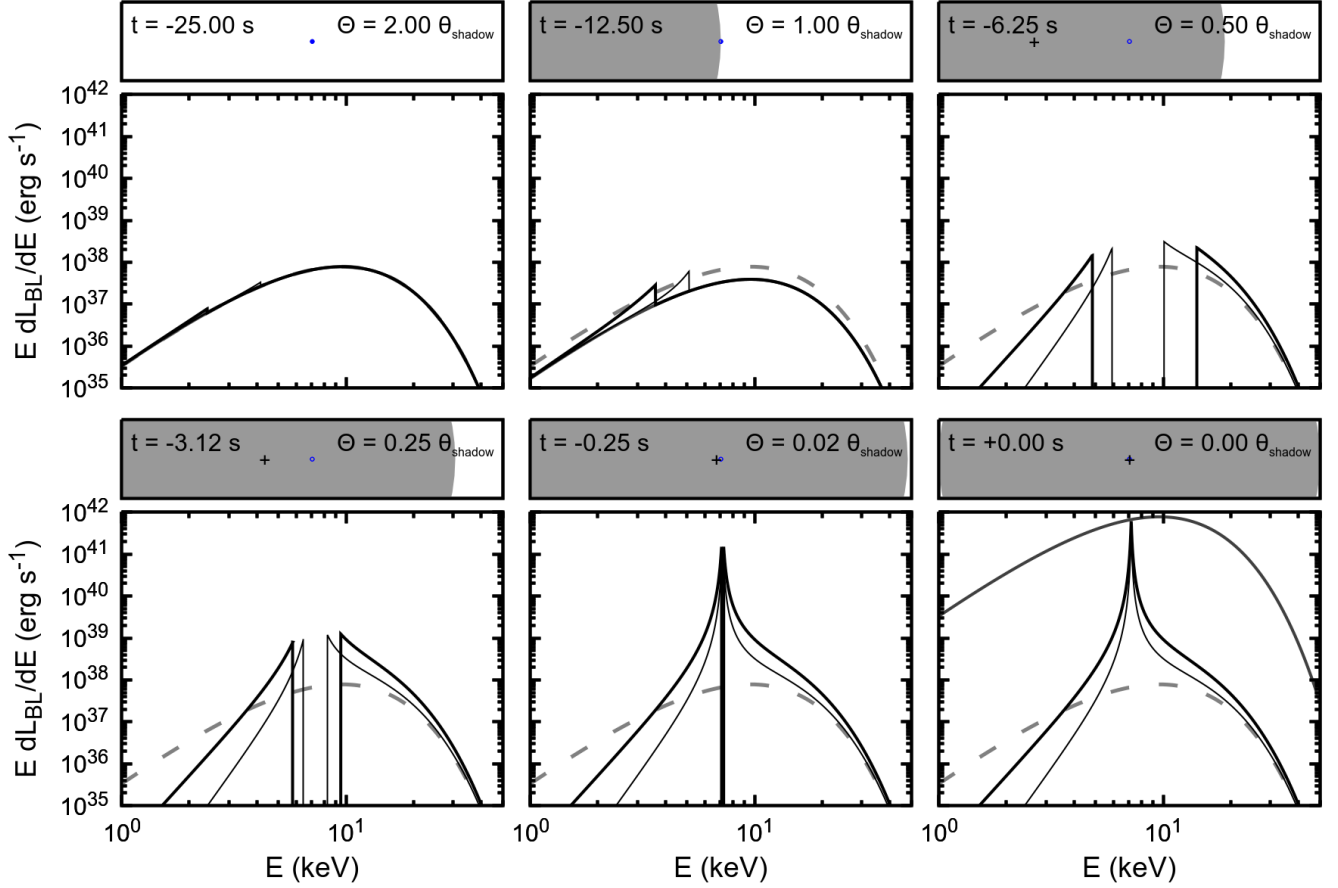 t = -25.00 s Θ = 2.00 θshadow
t = -12.50 s Θ = 1.00 θshadow
t = -6.25 s Θ = 0.50 θshadow
E dLBL/dE (erg s-1)
10^42
10^41
10^40
10^39
10^38
10^37
10^36
10^35
t = -3.12 s Θ = 0.25 θshadow
t = -0.25 s Θ = 0.02 θshadow
t = +0.00 s Θ = 0.00 θshadow
E dLBL/dE (erg s-1)
10^42
10^41
10^40
10^39
10^38
10^37
10^36
10^35
10^0 10^1 10^0 10^1 10^0 10^1
E (keV) E (keV) E (keV)